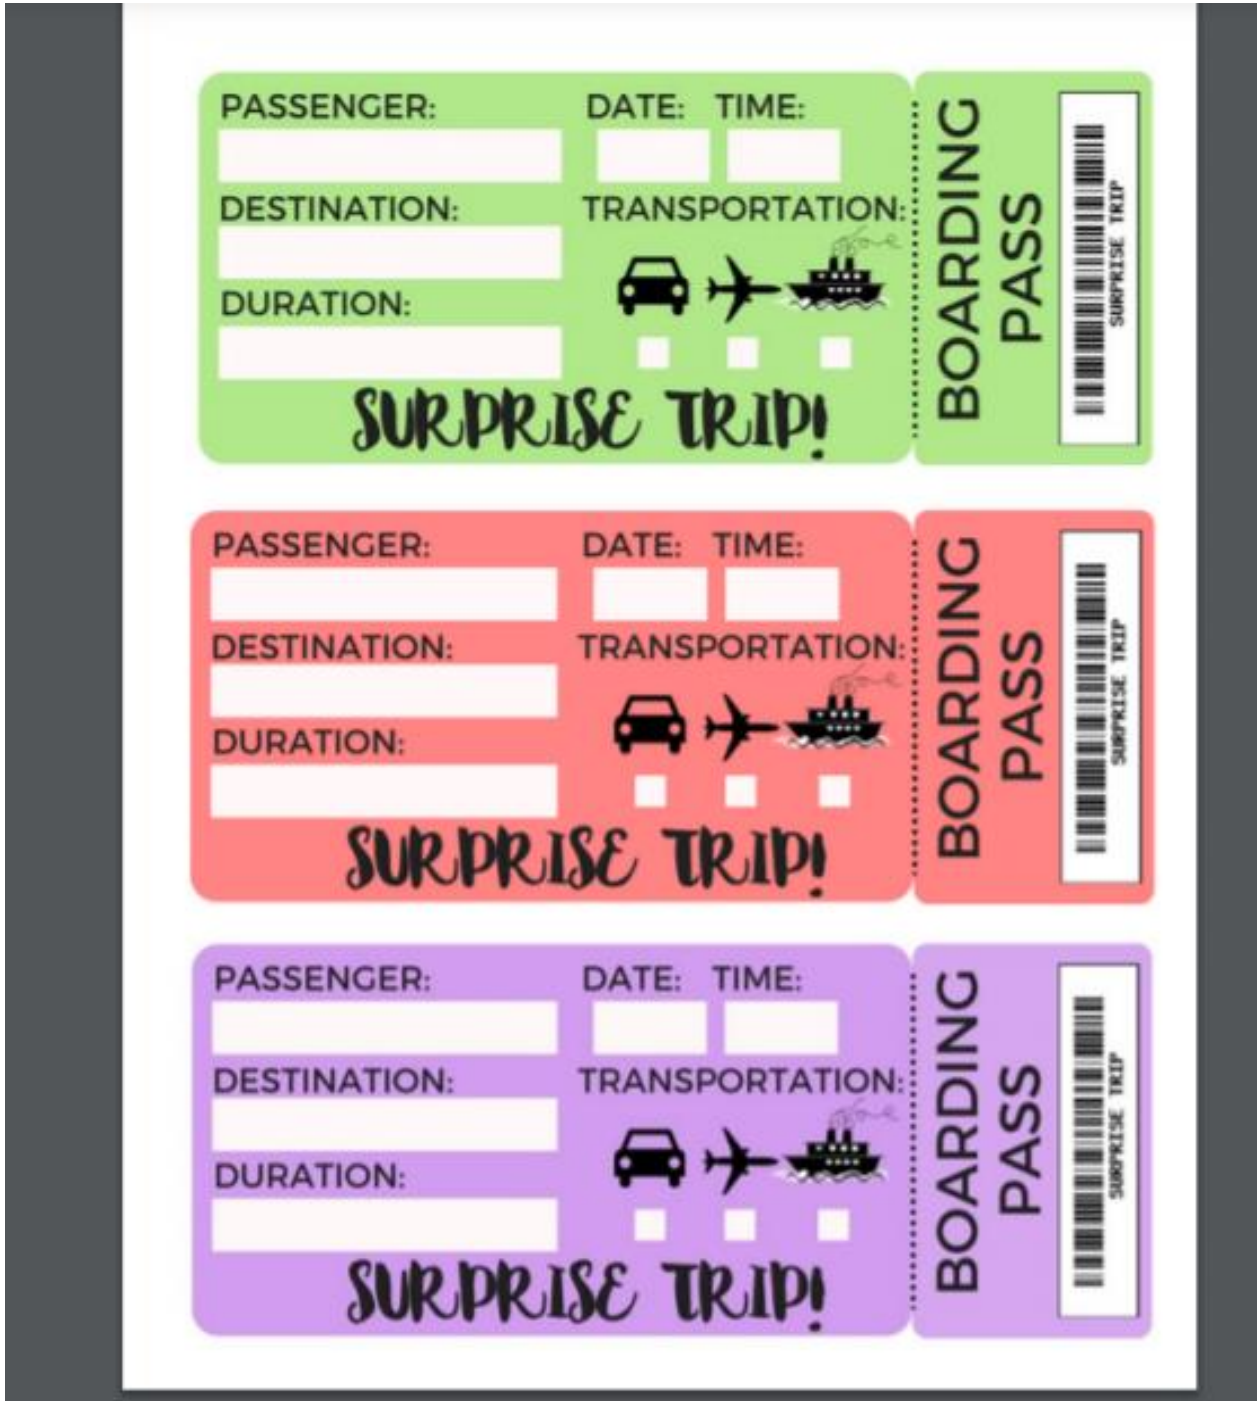 PASSENGER: DATE: TIME:
DESTINATION: TRANSPORTATION:
DURATION:
SURPRISE TRIP!
BOARDING
PASS
SURPRISE TRIP
PASSENGER: DATE: TIME:
DESTINATION: TRANSPORTATION:
DURATION:
SURPRISE TRIP!
BOARDING
PASS
SURPRISE TRIP
PASSENGER: DATE: TIME:
DESTINATION: TRANSPORTATION:
DURATION:
SURPRISE TRIP!
BOARDING
PASS
SURPRISE TRIP